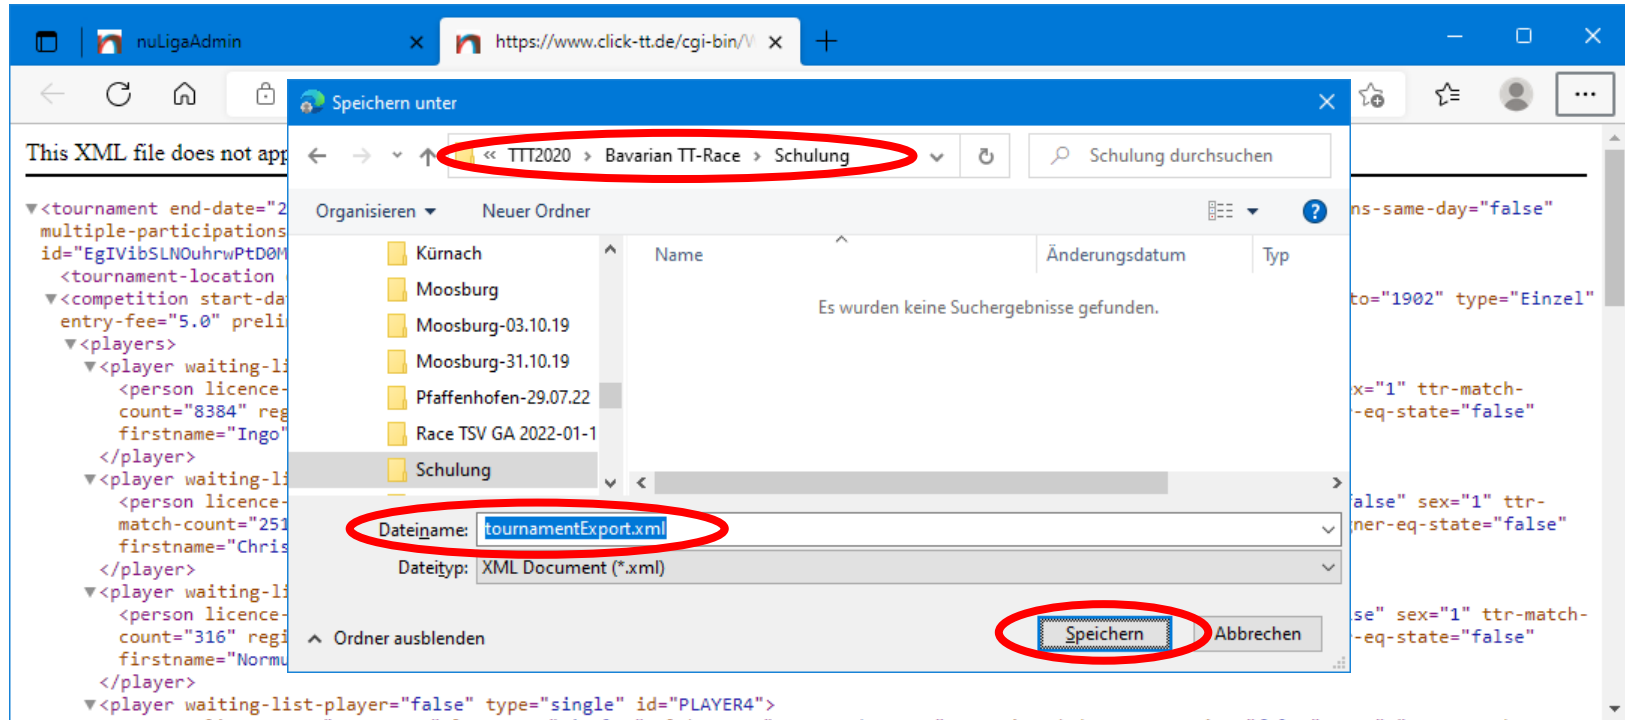 nuLigaAdmin
https://www.click-tt.de/cgi-bin/W
Speichern unter
This XML file does not app
« TTT2020 > Bavarian TT-Race > Schulung
Schulung durchsuchen
Organisieren
Neuer Ordner
?
▼<tournament end-date="2
ns-same-day="false"
multiple-participations
id="EgIVibSLNOuhrwPtD0M
<tournament-location
▼<competition start-da
to="1902" type="Einzel"
entry-fee="5.0" preli
▼<players>
▼<player waiting-li
<person licence-
x="1" ttr-match-
count="8384" reg
-eq-state="false"
firstname="Ingo"
</player>
▼<player waiting-li
<person licence-
alse" sex="1" ttr-
match-count="251
ner-eq-state="false"
firstname="Chris
</player>
▼<player waiting-li
<person licence-
se" sex="1" ttr-match-
count="316" regi
-eq-state="false"
firstname="Normu
</player>
▼<player waiting-list-player="false" type="single" id="PLAYER4">
Kürnach
Moosburg
Moosburg-03.10.19
Moosburg-31.10.19
Pfaffenhofen-29.07.22
Race TSV GA 2022-01-1
Schulung
Name
Änderungsdatum
Typ
Es wurden keine Suchergebnisse gefunden.
Dateiname: tournamentExport.xml
Dateityp: XML Document (*.xml)
Ordner ausblenden
Speichern
Abbrechen